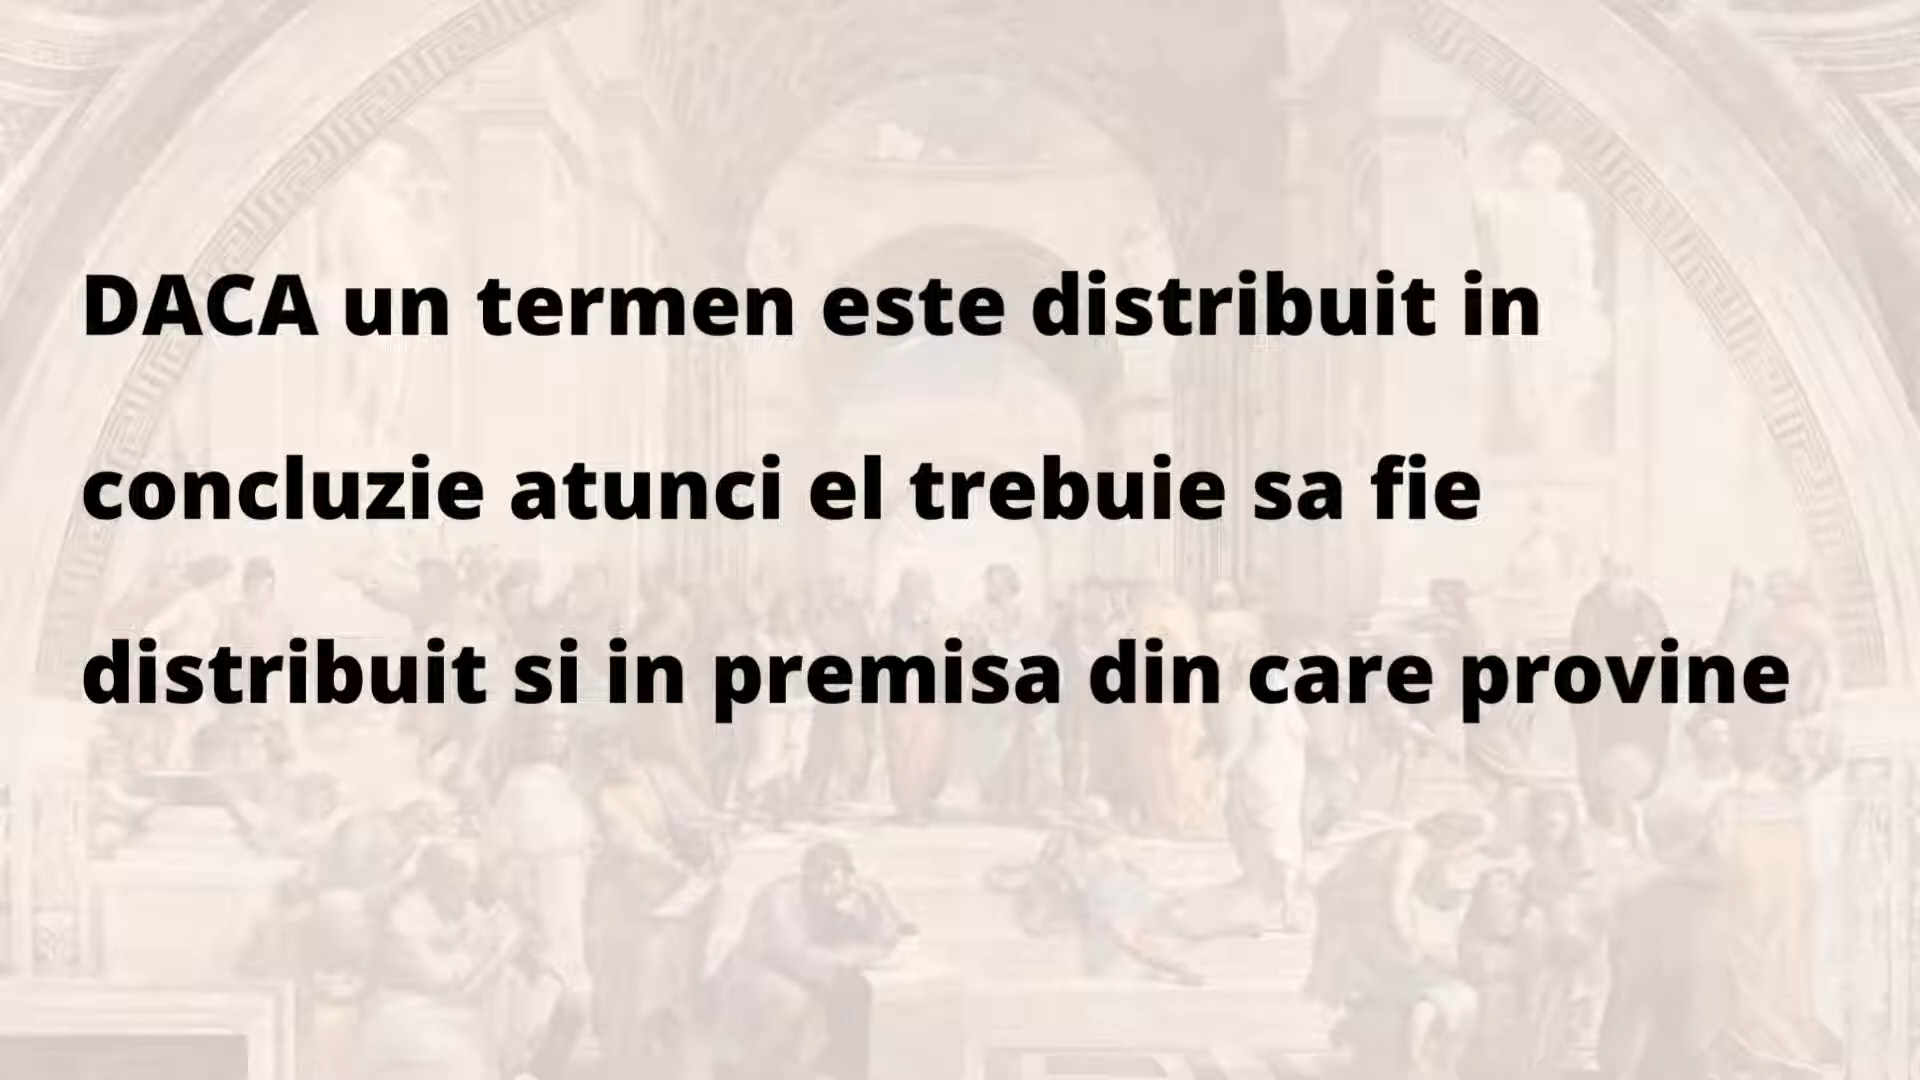 DACA un termen este distribuit in
concluzie atunci el trebuie sa fie
distribuit si in premisa din care provine